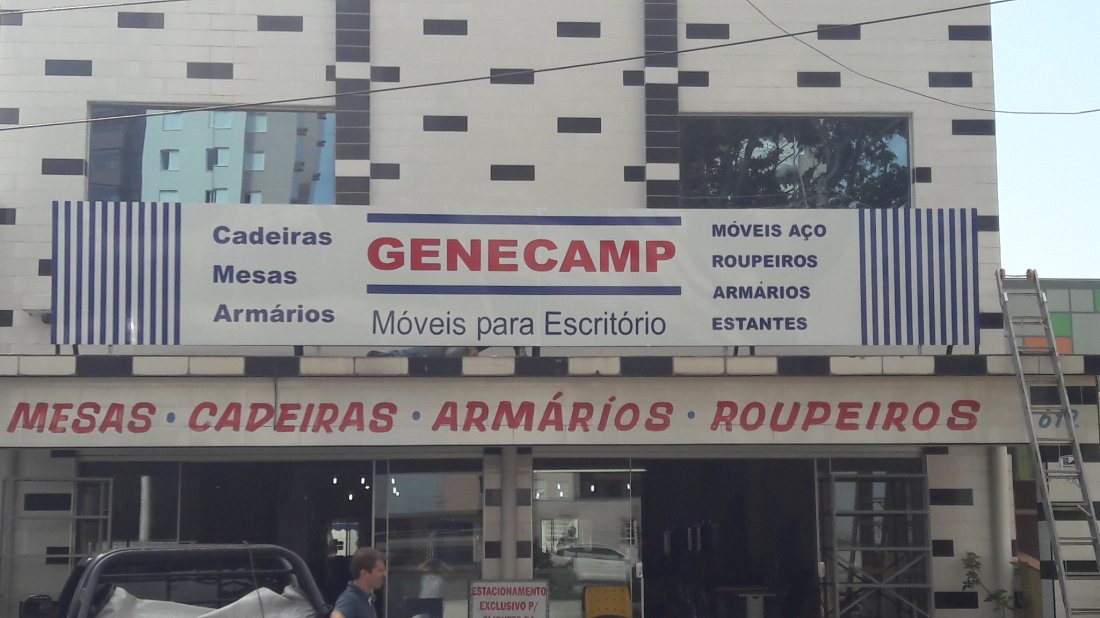 Cadeiras
Mesas
Armários
GENECAMP
Móveis para Escritório
MÓVEIS AÇO
ROUPEIROS
ARMÁRIOS
ESTANTES
MESAS • CADEIRAS • ARMÁRIOS • ROUPEIROS
ESTACIONAMENTO
EXCLUSIVO P/